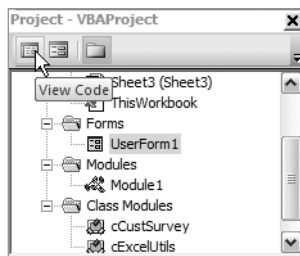 Project - VBAProject
Sheet3 (Sheet3)
View Code
ThisWorkbook
Forms
UserForm1
Modules
Module1
Class Modules
cCustSurvey
cExcelUtils